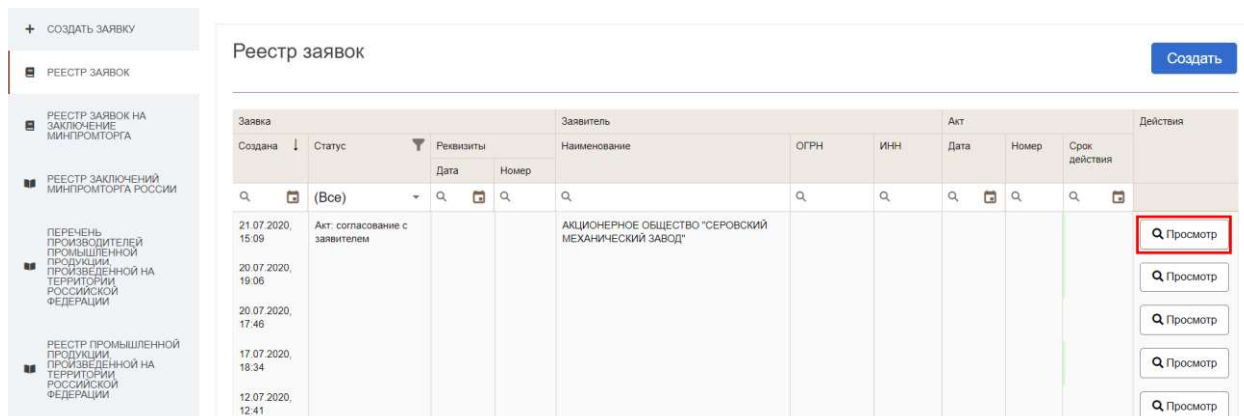 + СОЗДАТЬ ЗАЯВКУ
РЕЕСТР ЗАЯВОК
РЕЕСТР ЗАЯВОК НА
ЗАКЛЮЧЕНИЕ
МИНПРОМТОРГА
РЕЕСТР ЗАКЛЮЧЕНИЙ
МИНПРОМТОРГА РОССИИ
ПЕРЕЧЕНЬ
ПРОИЗВОДИТЕЛЕЙ
ПРОМЫШЛЕННОЙ
ПРОДУКЦИИ,
ПРОИЗВЕДЕННОЙ НА
ТЕРРИТОРИИ
РОССИЙСКОЙ
ФЕДЕРАЦИИ
РЕЕСТР ПРОМЫШЛЕННОЙ
ПРОДУКЦИИ,
ПРОИЗВЕДЕННОЙ НА
ТЕРРИТОРИИ
РОССИЙСКОЙ
ФЕДЕРАЦИИ
Реестр заявок
Создать
Заявка Заявитель Акт Действия
Создана Статус Реквизиты Наименование ОГРН ИНН Дата Номер Срок
действия
Дата Номер
(Все)
21.07.2020,
15:09
Акт: согласование с
заявителем
АКЦИОНЕРНОЕ ОБЩЕСТВО "СЕРОВСКИЙ
МЕХАНИЧЕСКИЙ ЗАВОД"
Просмотр
20.07.2020,
19:06
Просмотр
20.07.2020,
17:46
Просмотр
17.07.2020,
18:34
Просмотр
12.07.2020,
12:41
Просмотр